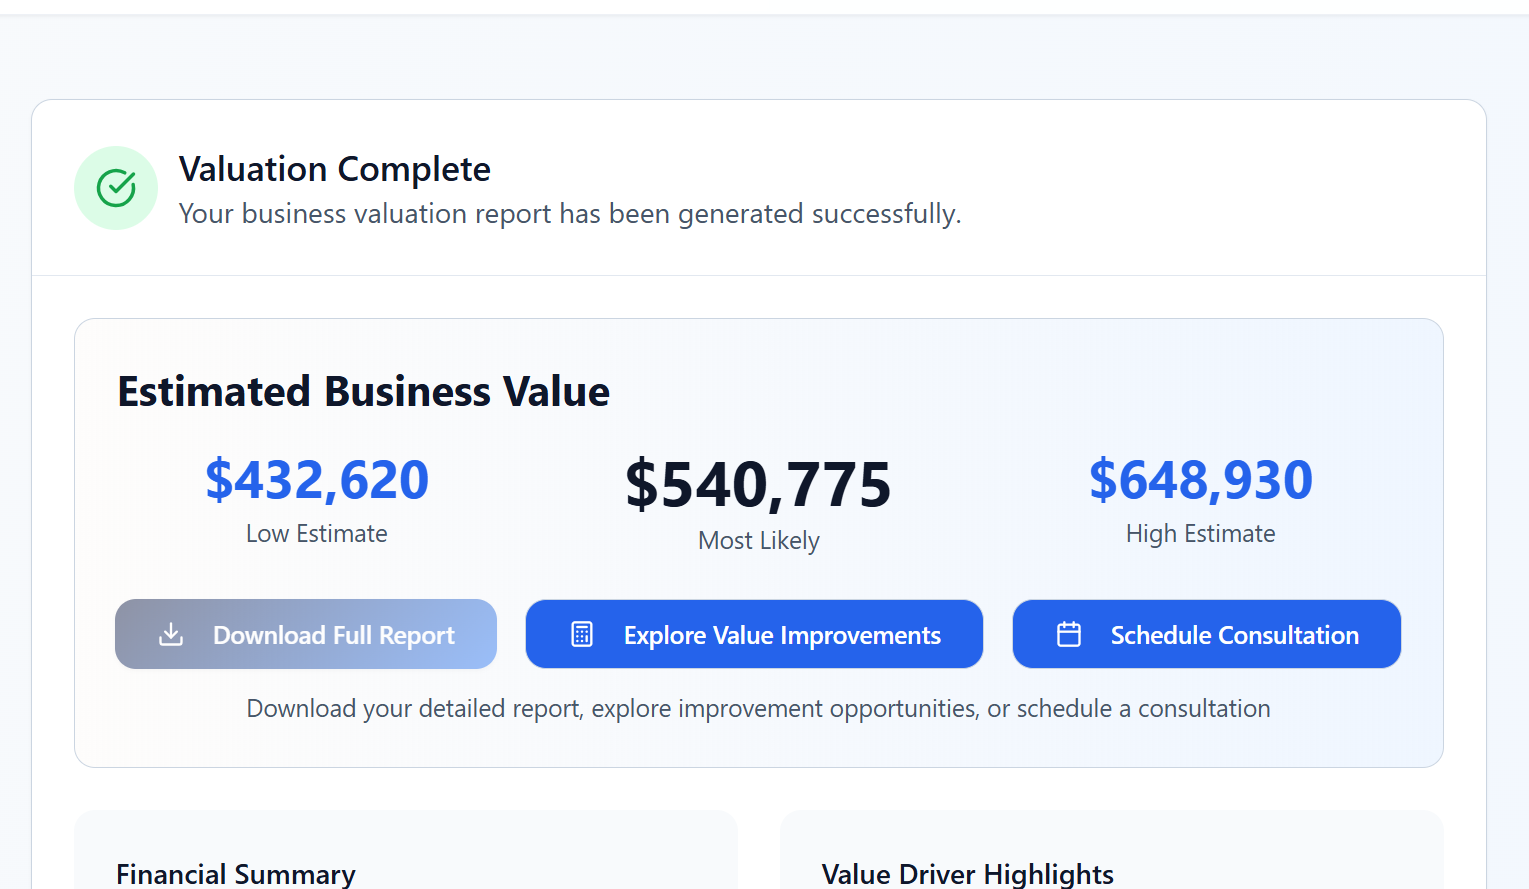 Valuation Complete
Your business valuation report has been generated successfully.
Estimated Business Value
$432,620
$540,775
$648,930
Low Estimate
Most Likely
High Estimate
Download Full Report
Explore Value Improvements
Schedule Consultation
Download your detailed report, explore improvement opportunities, or schedule a consultation
Financial Summary
Value Driver Highlights